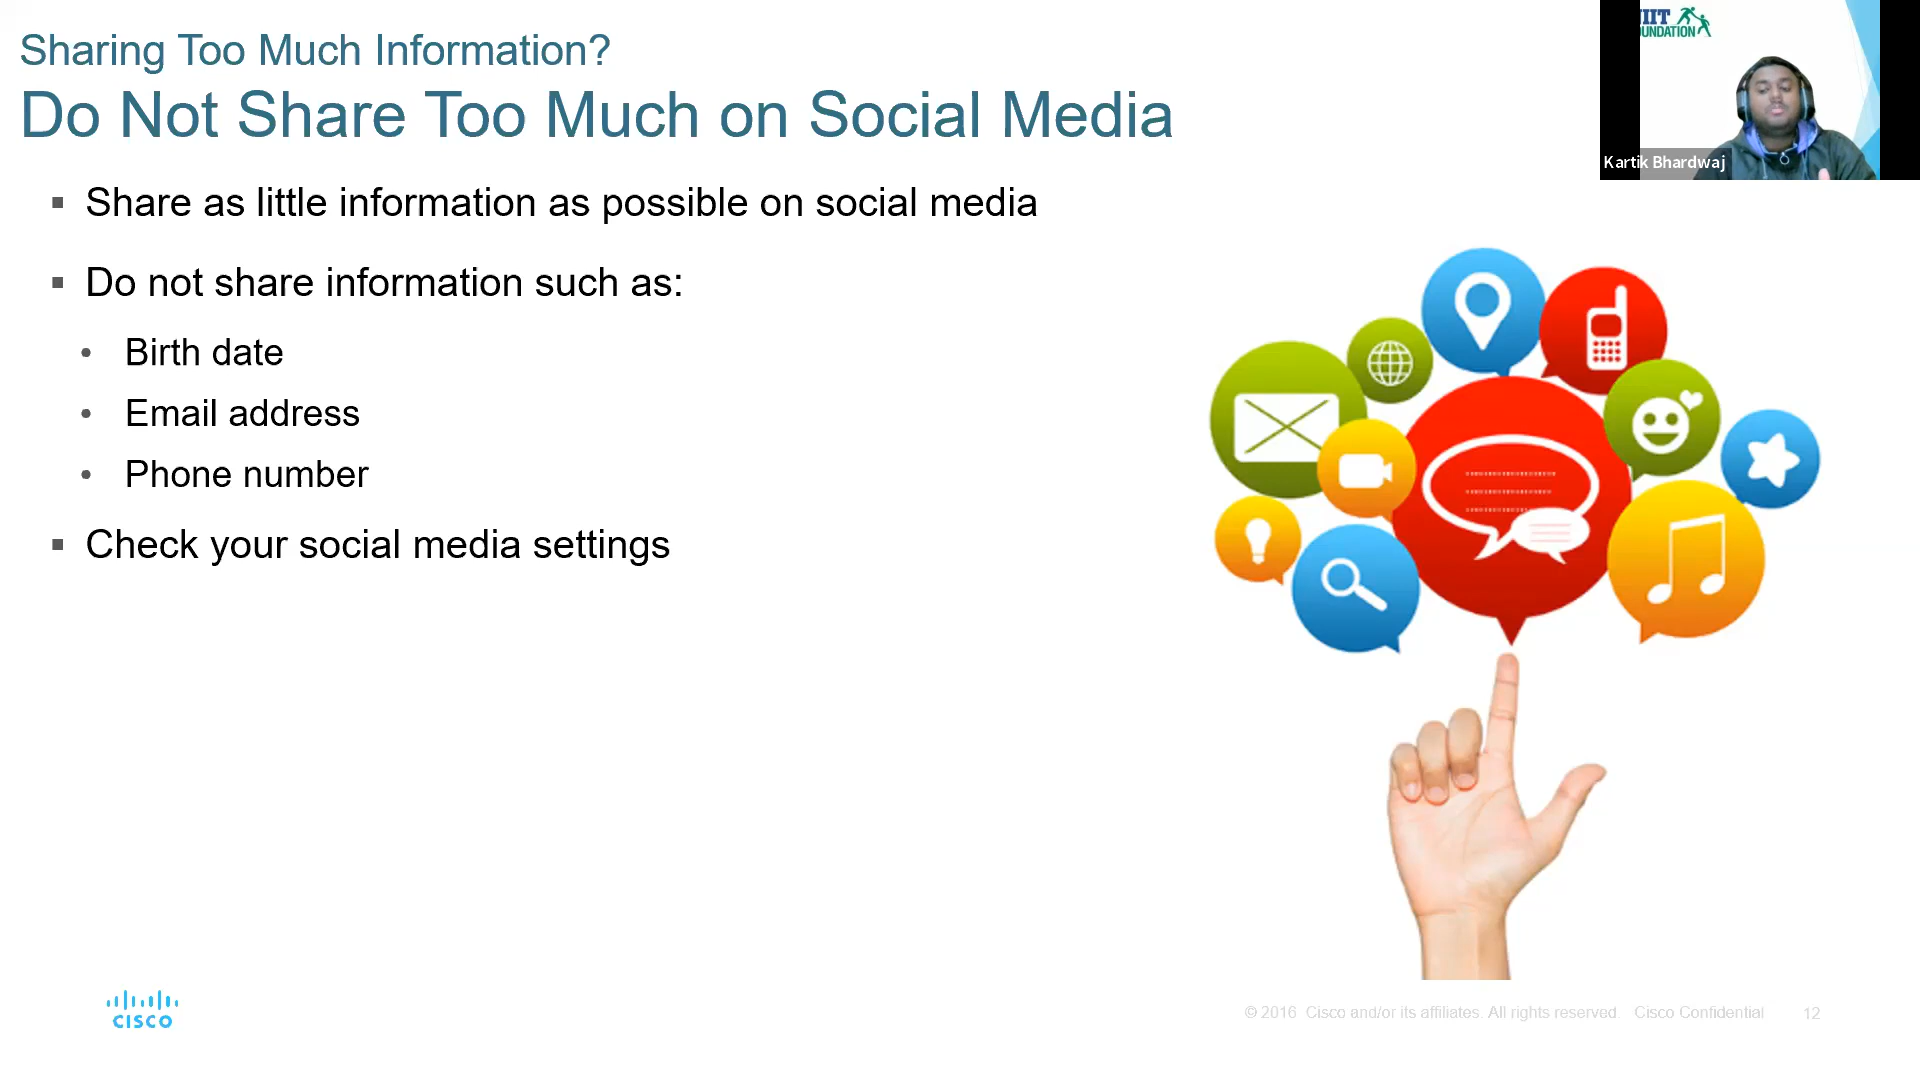 Sharing Too Much Information?
Do Not Share Too Much on Social Media
Share as little information as possible on social media
Do not share information such as:
Birth date
Email address
Phone number
Check your social media settings
NIIT
FOUNDATION
Kartik Bhardwaj
CISCO
© 2016 Cisco and/or its affiliates. All rights reserved. Cisco Confidential 12